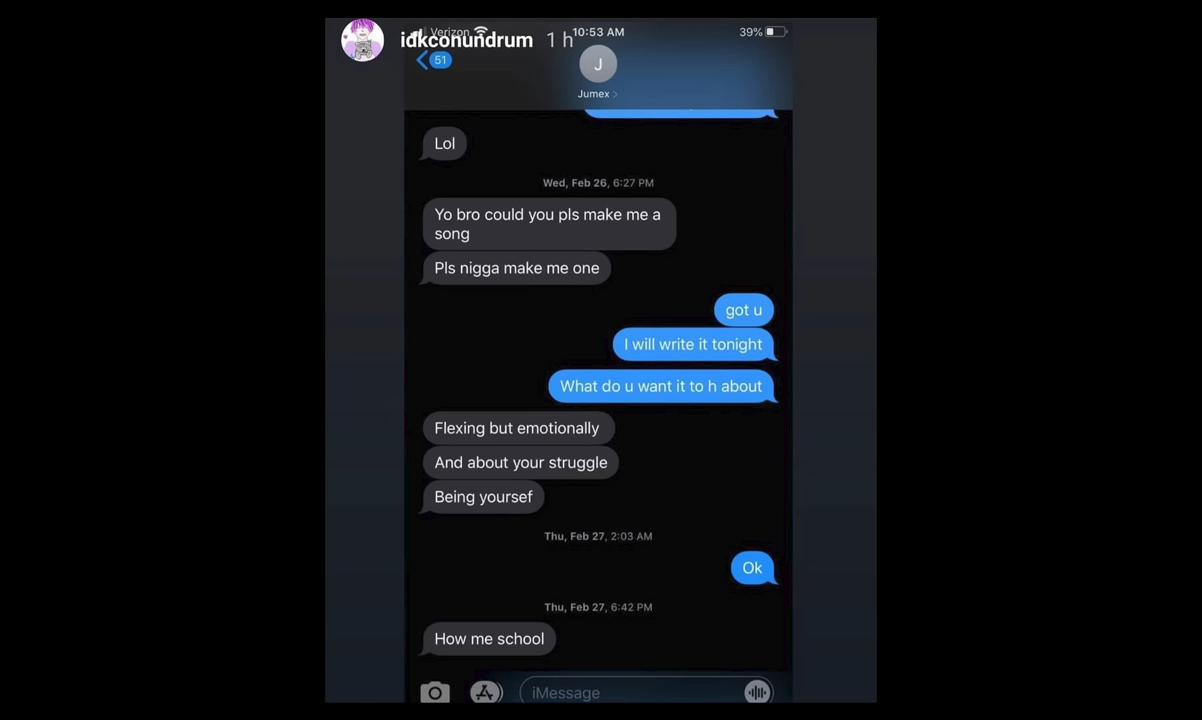 Verizon
10:53 AM
39%
idkconundrum 1 h
51
J
Jumex
Lol
Wed, Feb 26, 6:27 PM
Yo bro could you pls make me a
song
Pls nigga make me one
got u
I will write it tonight
What do u want it to h about
Flexing but emotionally
And about your struggle
Being yoursef
Thu, Feb 27, 2:03 AM
Ok
Thu, Feb 27, 6:42 PM
How me school
iMessage